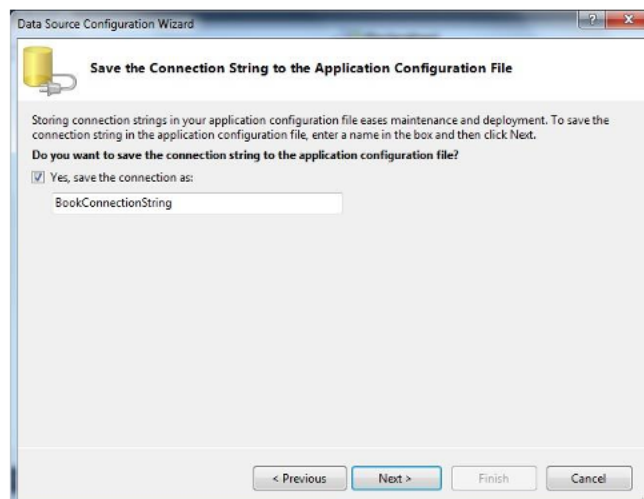 Data Source Configuration Wizard
Save the Connection String to the Application Configuration File
Storing connection strings in your application configuration file eases maintenance and deployment. To save the
connection string in the application configuration file, enter a name in the box and then click Next.
Do you want to save the connection string to the application configuration file?
Yes, save the connection as:
BookConnectionString
< Previous
Next >
Finish
Cancel